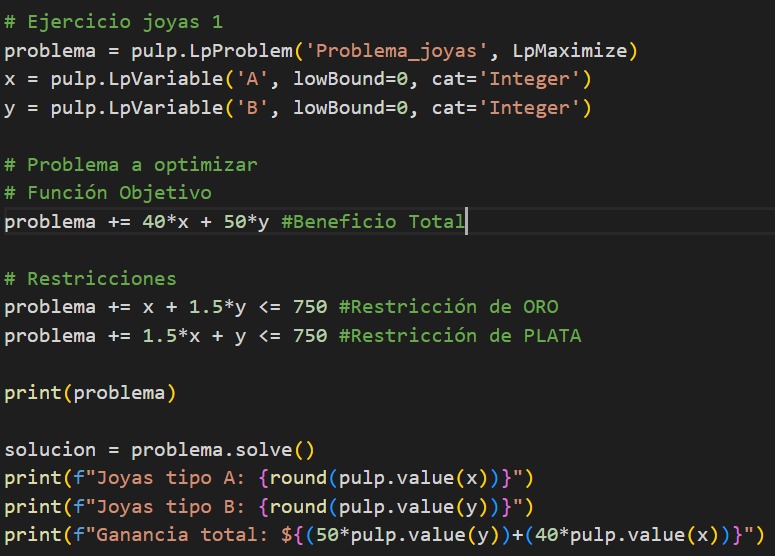 # Ejercicio joyas 1
problema = pulp.LpProblem('Problema_joyas', LpMaximize)
x = pulp.LpVariable('A', lowBound=0, cat='Integer')
y = pulp.LpVariable('B', lowBound=0, cat='Integer')
# Problema a optimizar
# Función Objetivo
problema += 40*x + 50*y #Beneficio Total
# Restricciones
problema += x + 1.5*y <= 750 #Restricción de ORO
problema += 1.5*x + y <= 750 #Restricción de PLATA
print(problema)
solucion = problema.solve()
print(f"Joyas tipo A: {round(pulp.value(x))}")
print(f"Joyas tipo B: {round(pulp.value(y))}")
print(f"Ganancia total: ${(50*pulp.value(y))+(40*pulp.value(x))}")